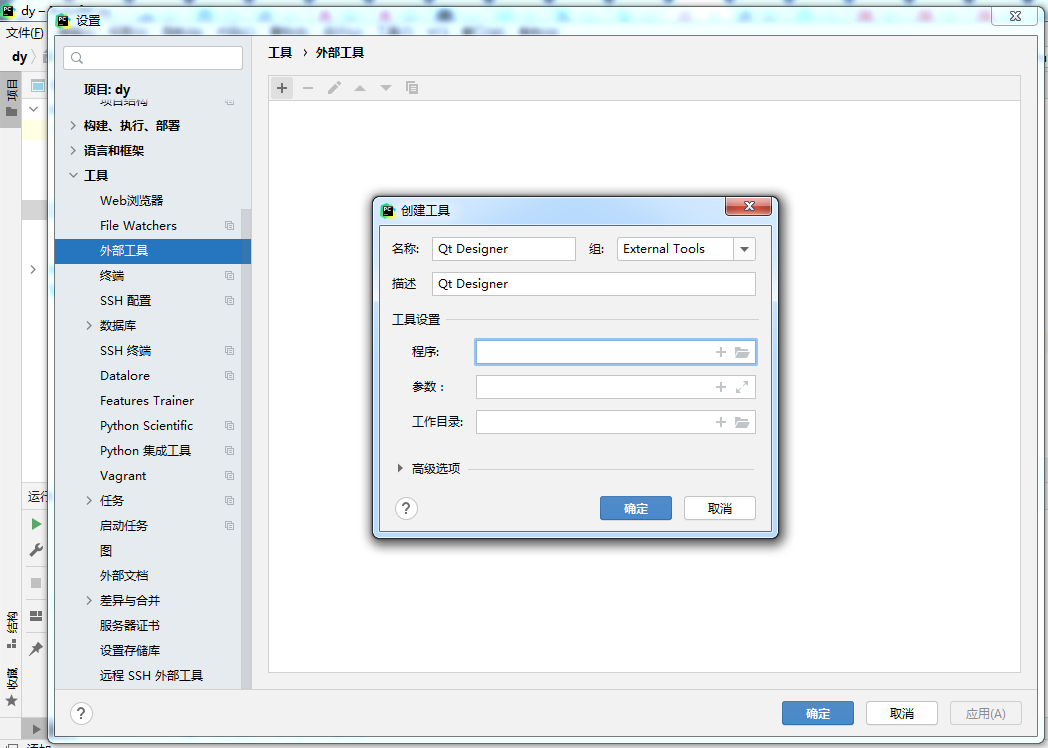 dy –
设置
文件(F)
dy
工具 › 外部工具
项目: dy
项目
项目结构
构建、执行、部署
语言和框架
工具
Web浏览器
File Watchers
外部工具
终端
SSH 配置
数据库
SSH 终端
Datalore
Features Trainer
Python Scientific
Python 集成工具
Vagrant
任务
启动任务
图
外部文档
差异与合并
服务器证书
设置存储库
远程 SSH 外部工具
创建工具
名称: Qt Designer 组: External Tools
描述 Qt Designer
工具设置
程序:
参数：
工作目录:
高级选项
? 确定 取消
运行
结构
收藏
? 确定 取消 应用(A)